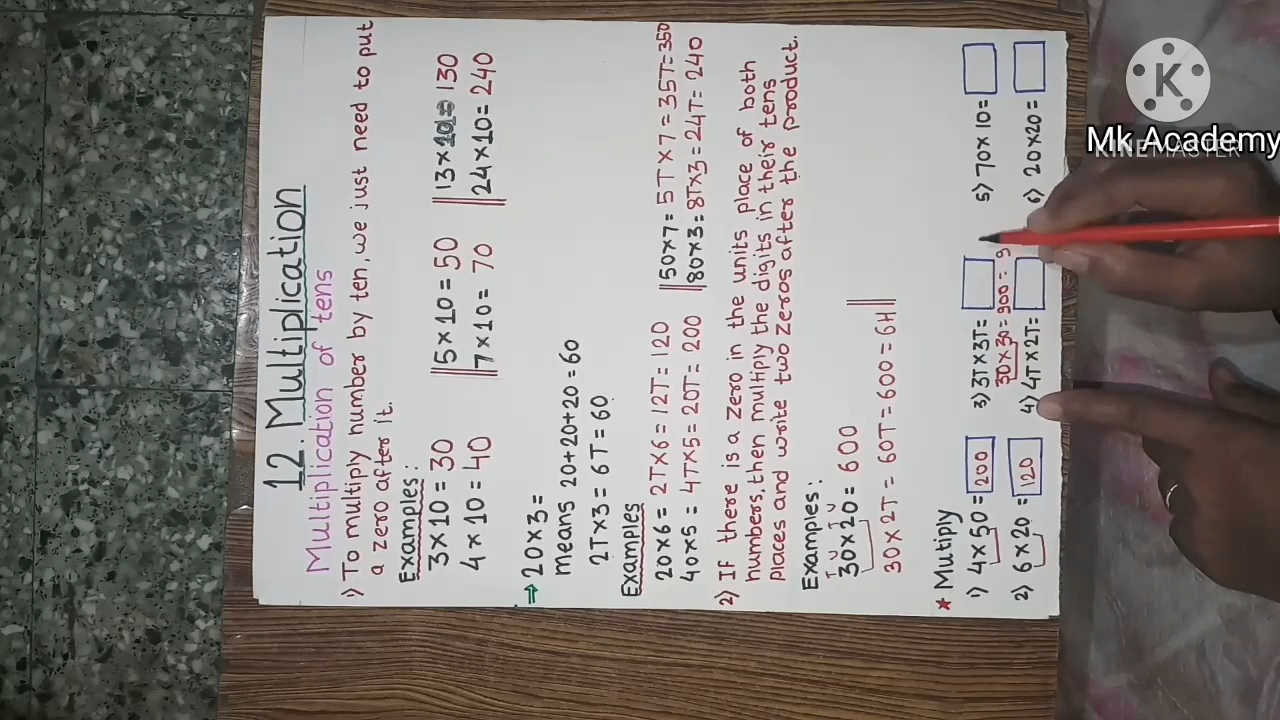 12. Multiplication
Multiplication of tens
1) To multiply number by ten, we just need to put
a zero after it.
Examples:
3 x 10 = 30 5 x 10 = 50 13 x 10 = 130
4 x 10 = 40 7 x 10 = 70 24 x 10 = 240
⇒ 20 x 3 =
means 20+20+20 = 60
2T x 3 = 6T = 60
Examples
20 x 6 = 2T x 6 = 12T = 120 50 x 7 = 5T x 7 = 35T = 350
40 x 5 = 4T x 5 = 20T = 200 80 x 3 = 8T x 3 = 24T = 240
2) If there is a zero in the units place of both
numbers, then multiply the digits in their tens
places and write two zeros after the product.
Examples:
T U T U
30 x 20 = 600
30 x 2T = 60T = 600 = 6H
* Mutiply
1) 4 x 50 = 200 3) 3T x 3T = 5) 70 x 10 =
30 x 30 = 900 = 9
2) 6 x 20 = 120 4) 4T x 2T = 6) 20 x 20 =
K
Mk Academy
KINEMASTER